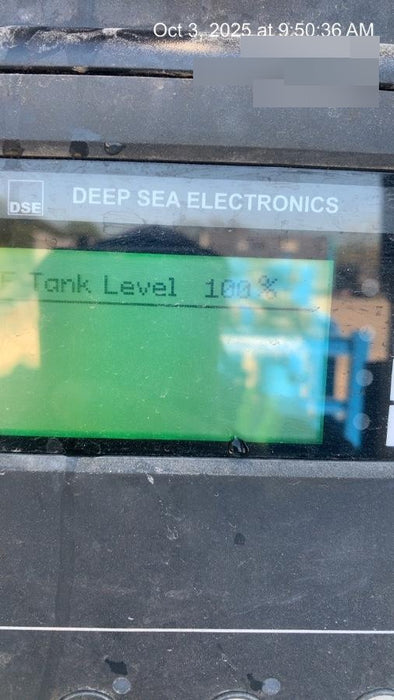 Oct 3, 2025 at 9:50:36 AM
DSE
DEEP SEA ELECTRONICS
F Tank Level 100%